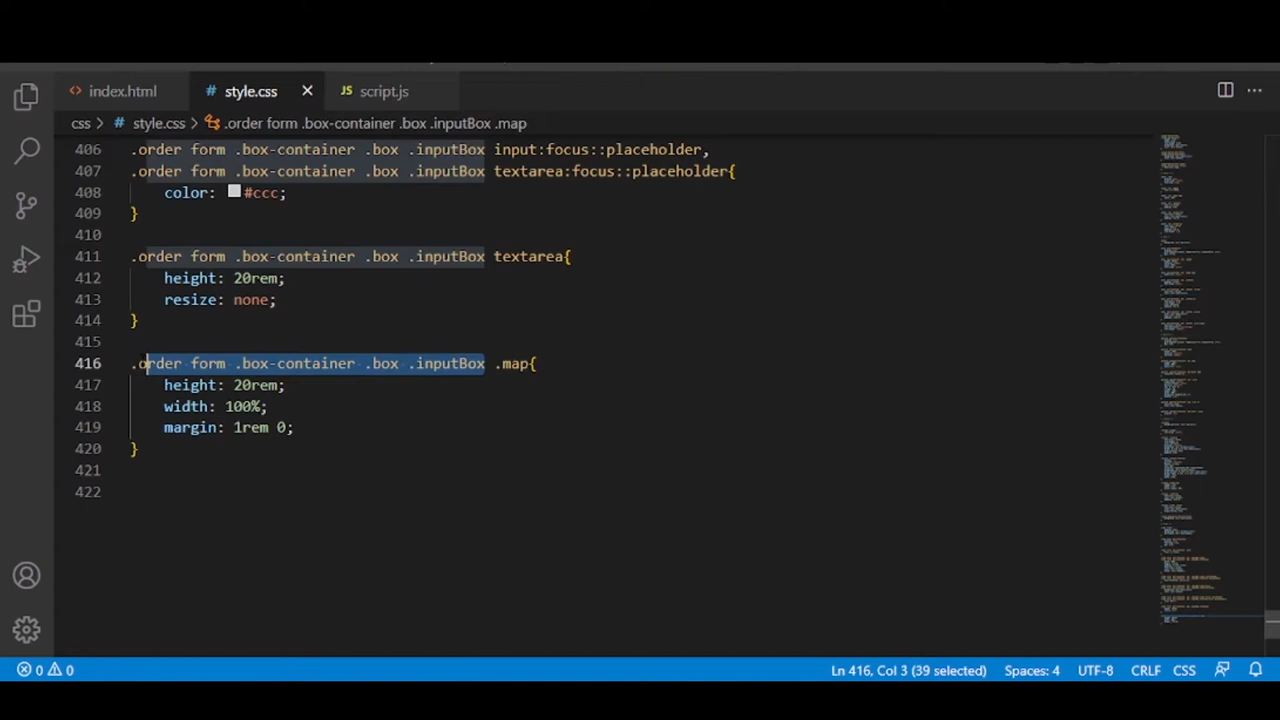 index.html
style.css
script.js
css > style.css > .order form .box-container .box .inputBox .map
406 .order form .box-container .box .inputBox input:focus::placeholder,
407 .order form .box-container .box .inputBox textarea:focus::placeholder{
408 color: #ccc;
409 }
410
411 .order form .box-container .box .inputBox textarea{
412 height: 20rem;
413 resize: none;
414 }
415
416 .order form .box-container .box .inputBox .map{
417 height: 20rem;
418 width: 100%;
419 margin: 1rem 0;
420 }
421
422
0 0 Ln 416, Col 3 (39 selected) Spaces: 4 UTF-8 CRLF CSS